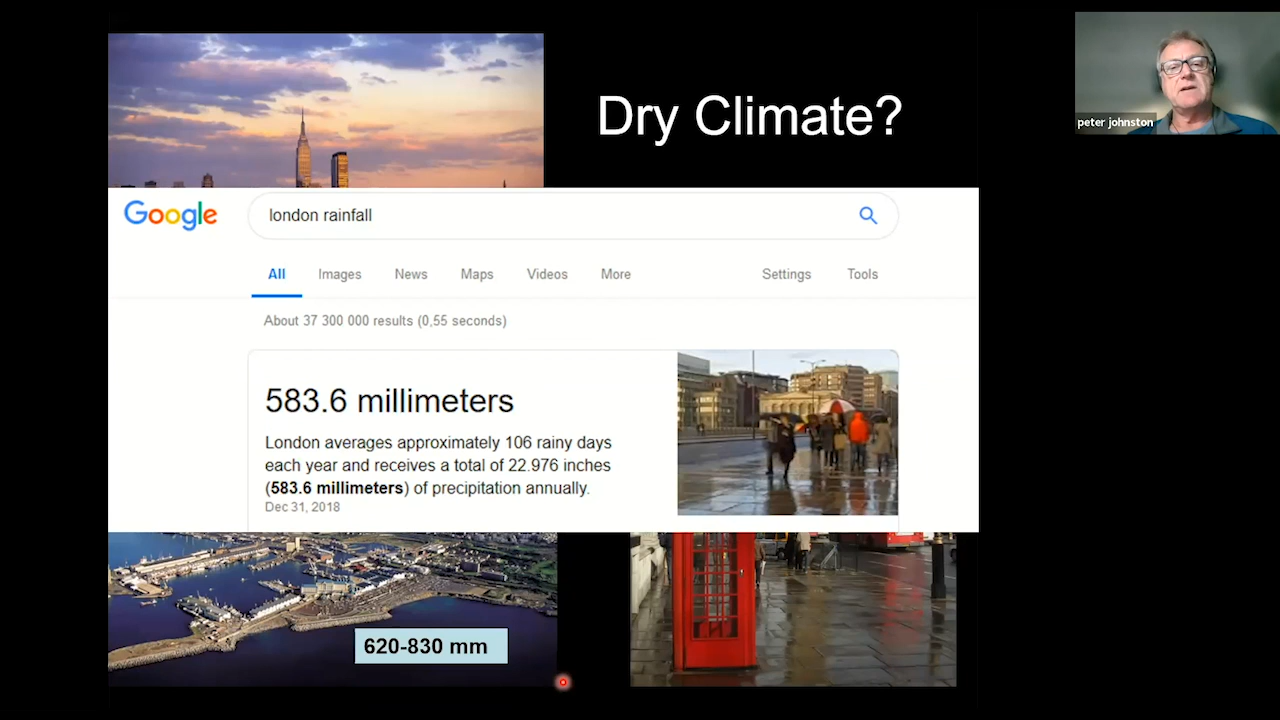 Dry Climate?
peter johnston
Google
london rainfall
All Images News Maps Videos More Settings Tools
About 37 300 000 results (0,55 seconds)
583.6 millimeters
London averages approximately 106 rainy days
each year and receives a total of 22.976 inches
(583.6 millimeters) of precipitation annually.
Dec 31, 2018
620-830 mm